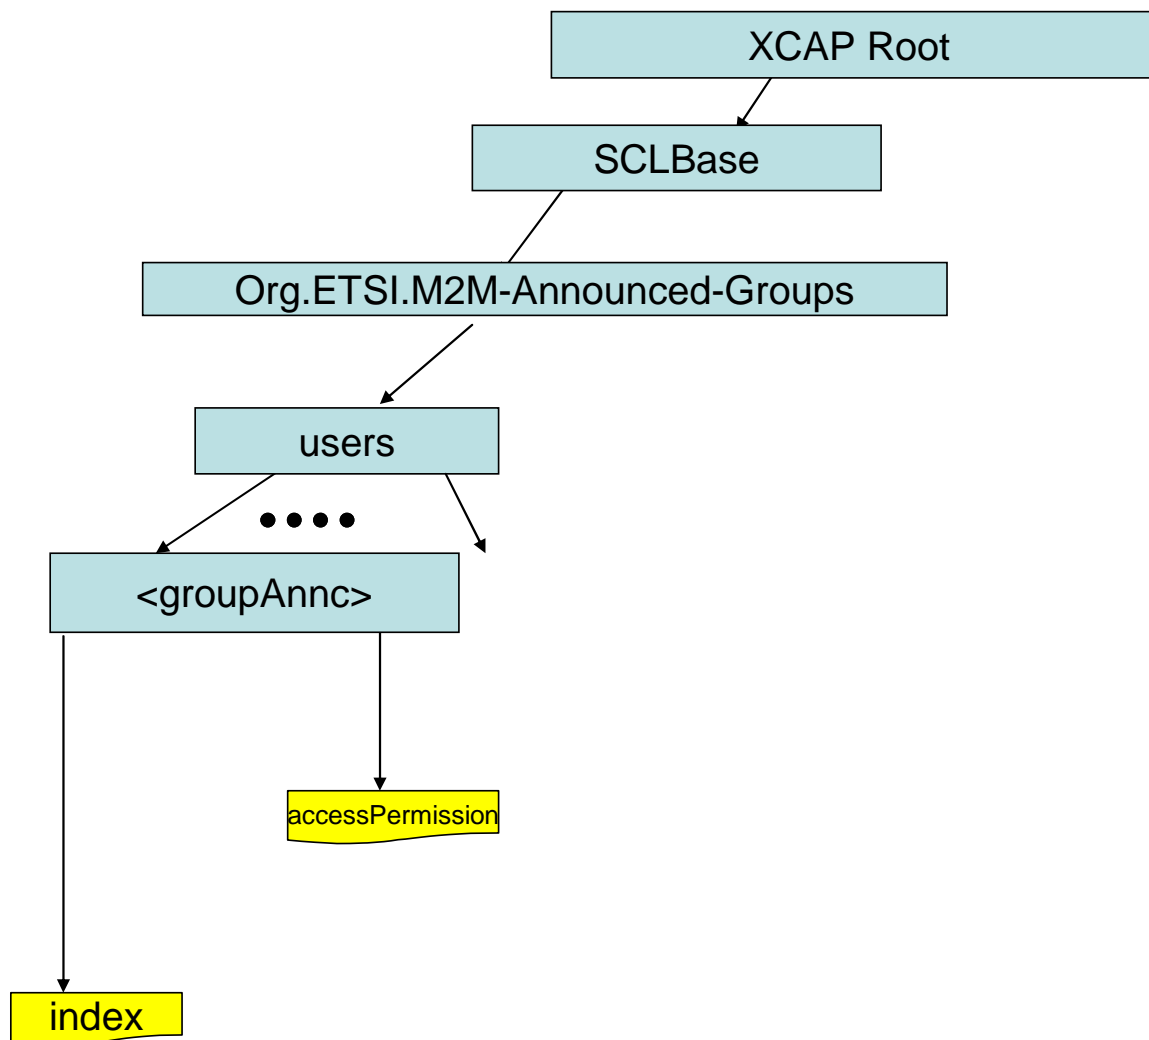 XCAP Root
SCLBase
Org.ETSI.M2M-Announced-Groups
users
<groupAnnc>
accessPermission
index